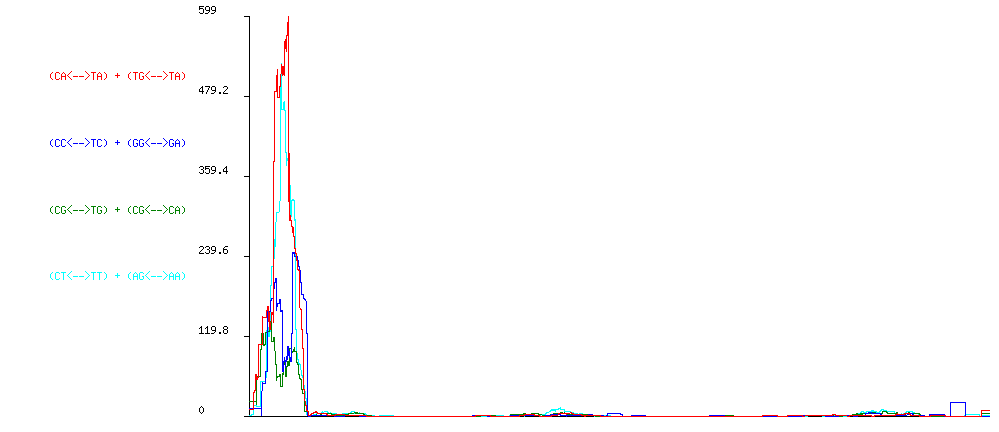 599
(CA<-->TA) + (TG<-->TA)
479.2
(CC<-->TC) + (GG<-->GA)
359.4
(CG<-->TG) + (CG<-->CA)
239.6
(CT<-->TT) + (AG<-->AA)
119.8
0